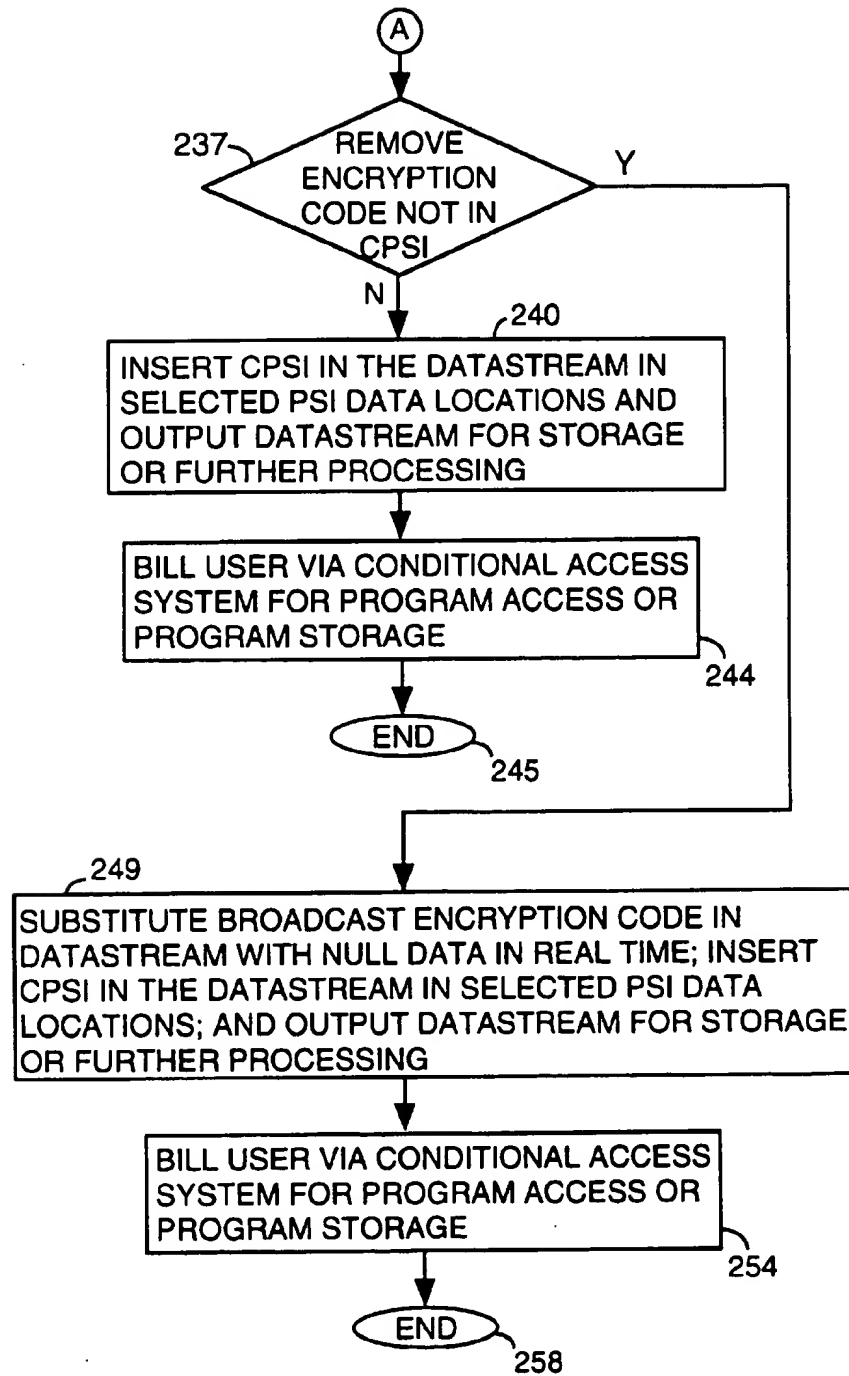 A
237
REMOVE
ENCRYPTION
CODE NOT IN
CPSI
Y
N
240
INSERT CPSI IN THE DATASTREAM IN
SELECTED PSI DATA LOCATIONS AND
OUTPUT DATASTREAM FOR STORAGE
OR FURTHER PROCESSING
BILL USER VIA CONDITIONAL ACCESS
SYSTEM FOR PROGRAM ACCESS OR
PROGRAM STORAGE
244
END
245
249
SUBSTITUTE BROADCAST ENCRYPTION CODE IN
DATASTREAM WITH NULL DATA IN REAL TIME; INSERT
CPSI IN THE DATASTREAM IN SELECTED PSI DATA
LOCATIONS; AND OUTPUT DATASTREAM FOR STORAGE
OR FURTHER PROCESSING
BILL USER VIA CONDITIONAL ACCESS
SYSTEM FOR PROGRAM ACCESS OR
PROGRAM STORAGE
254
END
258